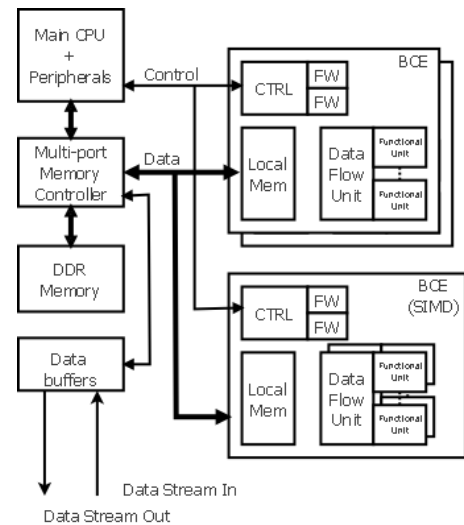 Main CPU
+
Peripherals
Control
Multi-port
Memory
Controller
Data
DDR
Memory
Data
buffers
Data Stream In
Data Stream Out
BCE
CTRL
FW
FW
Local
Mem
Data
Flow
Unit
Functional
Unit
Functional
Unit
BCE
(SIMD)
CTRL
FW
FW
Local
Mem
Data
Flow
Unit
Functional
Unit
Functional
Unit